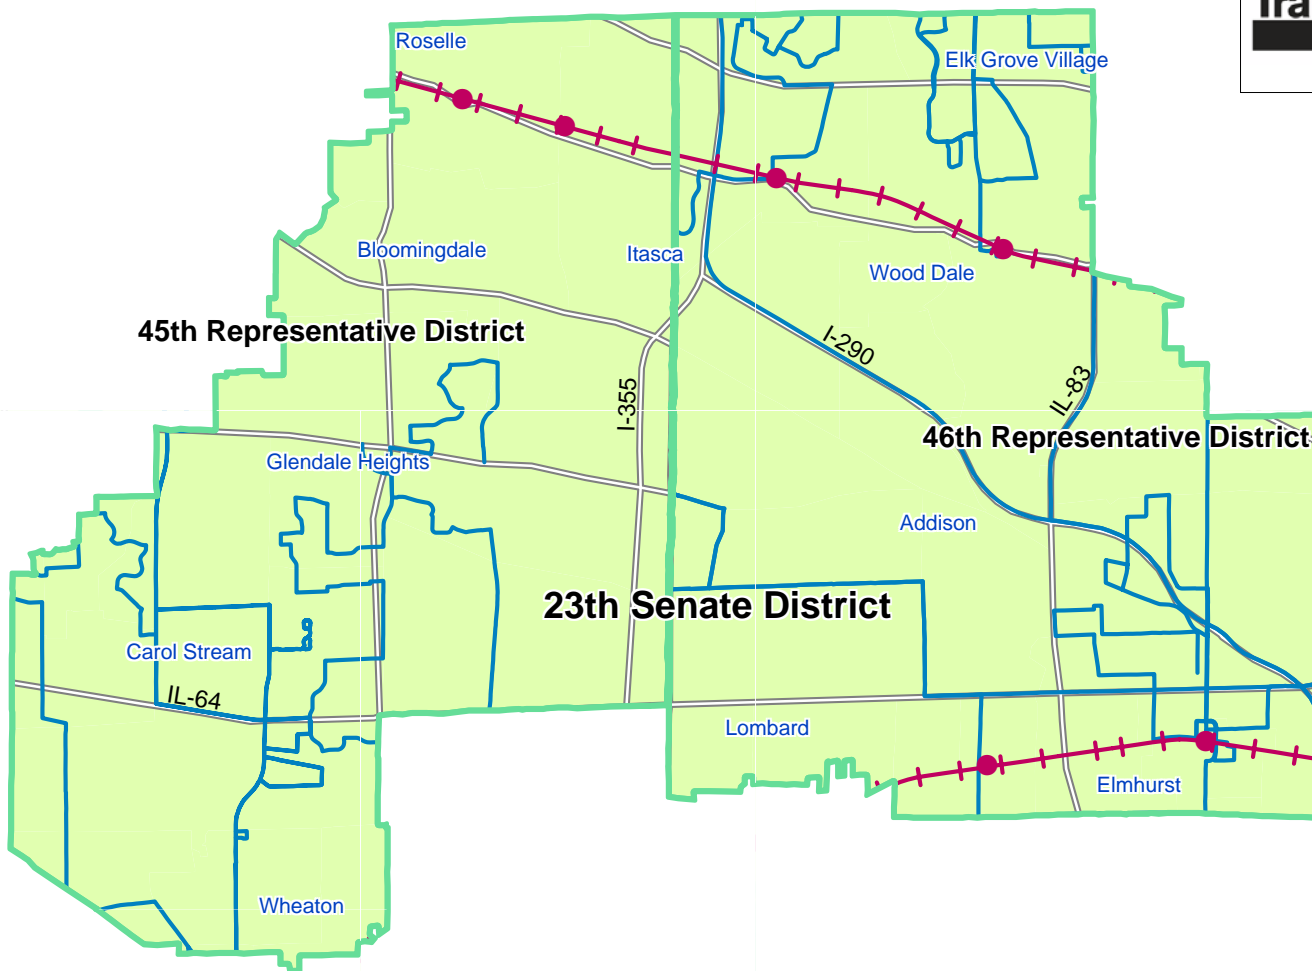 Roselle
Elk Grove Village
Bloomingdale
Itasca
Wood Dale
45th Representative District
I-290
I-355
IL-83
46th Representative District
Glendale Heights
Addison
23th Senate District
Carol Stream
IL-64
Lombard
Elmhurst
Wheaton